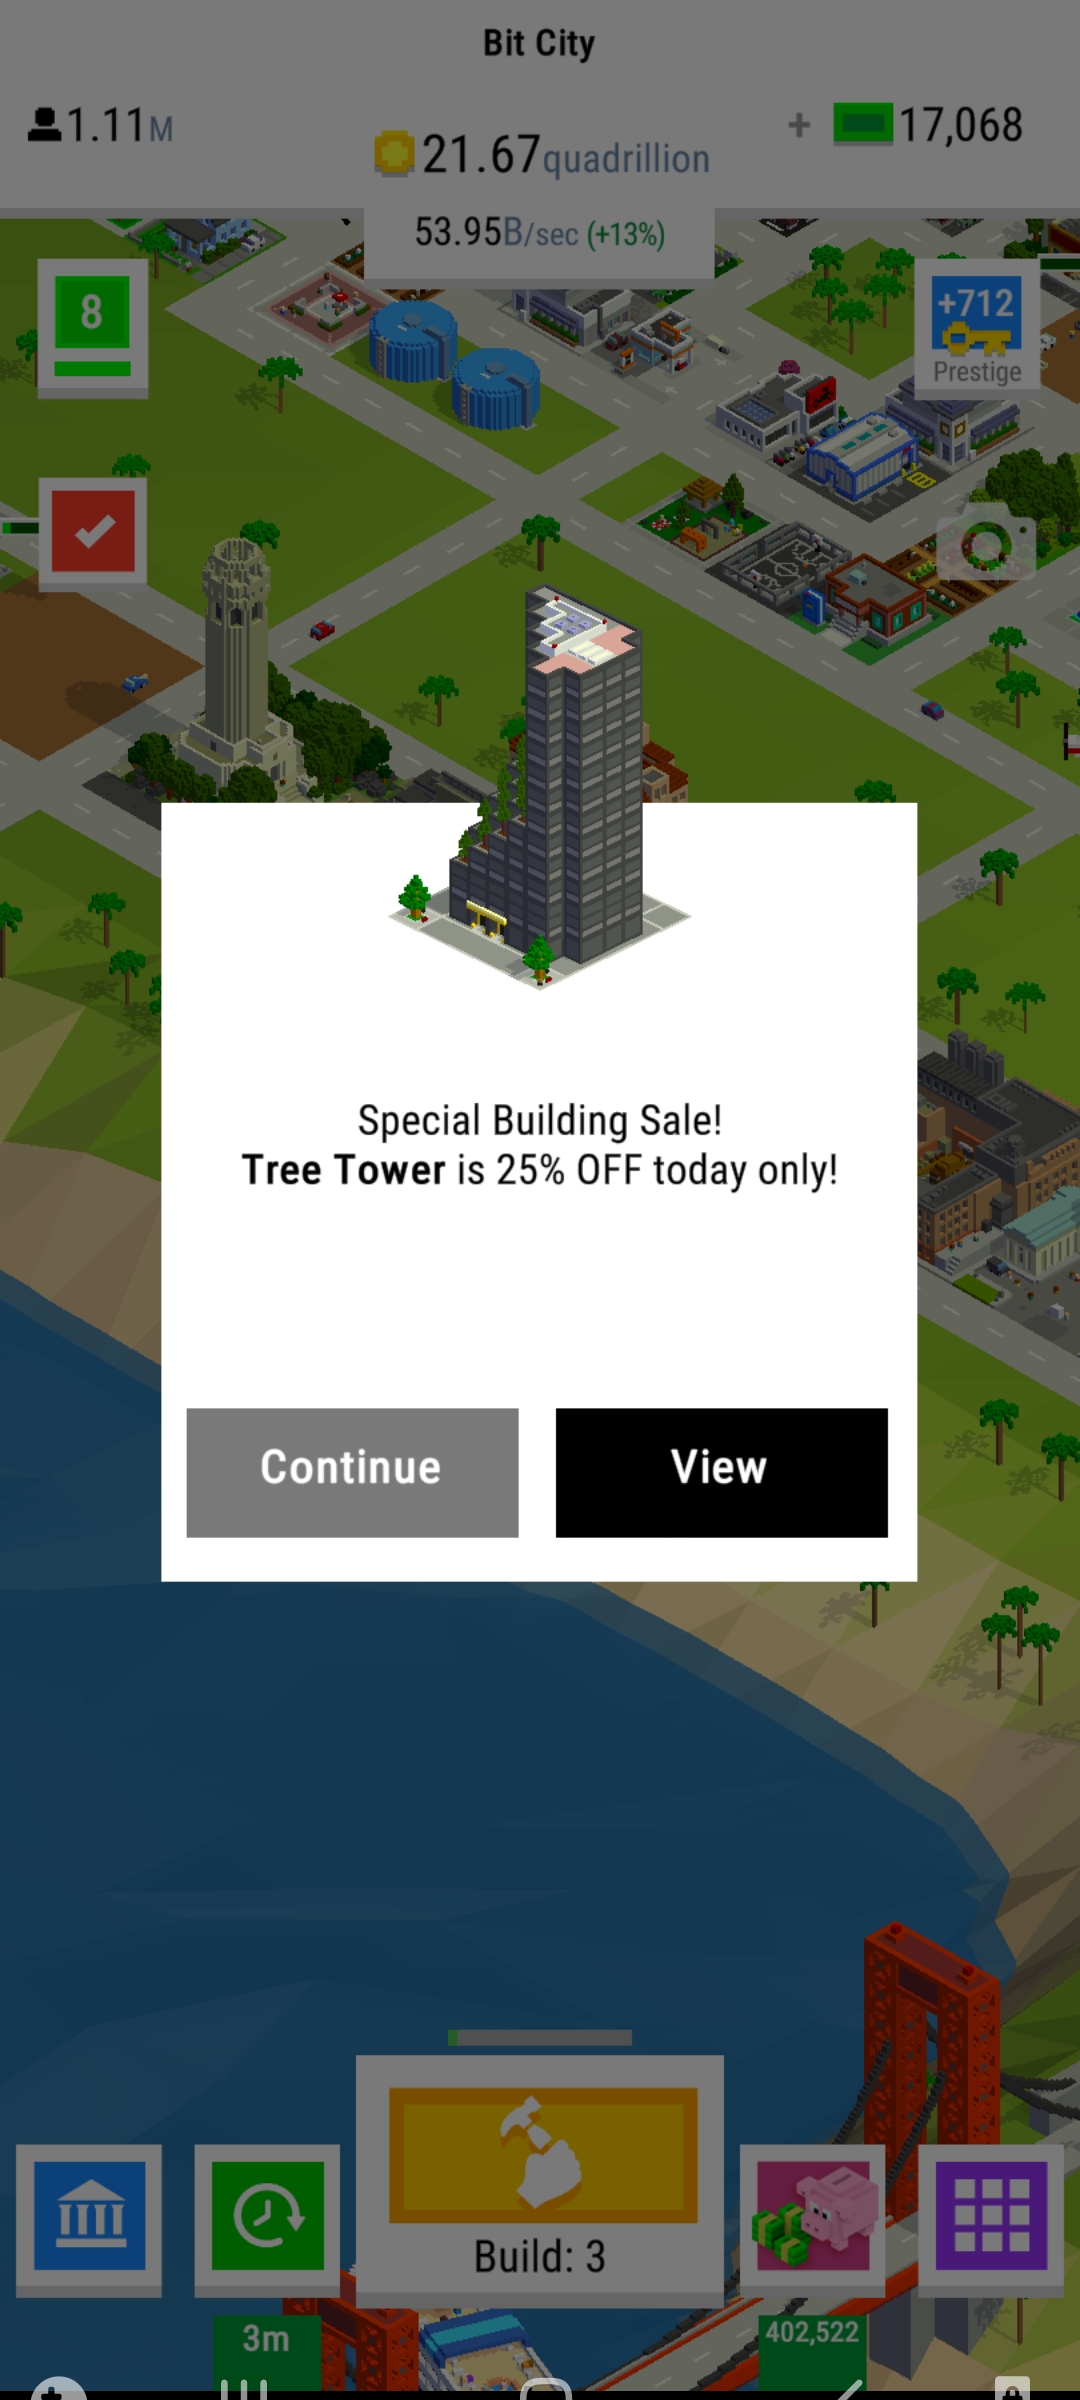 Bit City
1.11M
21.67quadrillion
+ 17,068
53.95B/sec (+13%)
8
+712
Prestige
Special Building Sale!
Tree Tower is 25% OFF today only!
Continue
View
Build: 3
3m
402,522